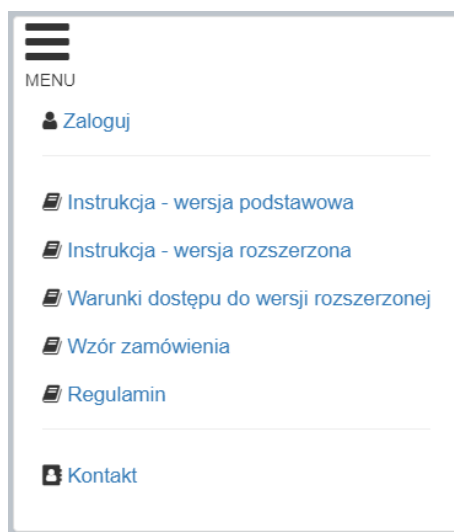 MENU
Zaloguj
Instrukcja - wersja podstawowa
Instrukcja - wersja rozszerzona
Warunki dostępu do wersji rozszerzonej
Wzór zamówienia
Regulamin
Kontakt